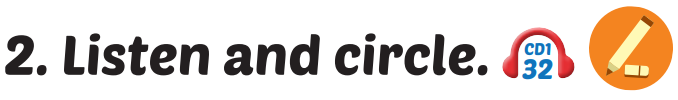 2. Listen and circle.
CD1
32